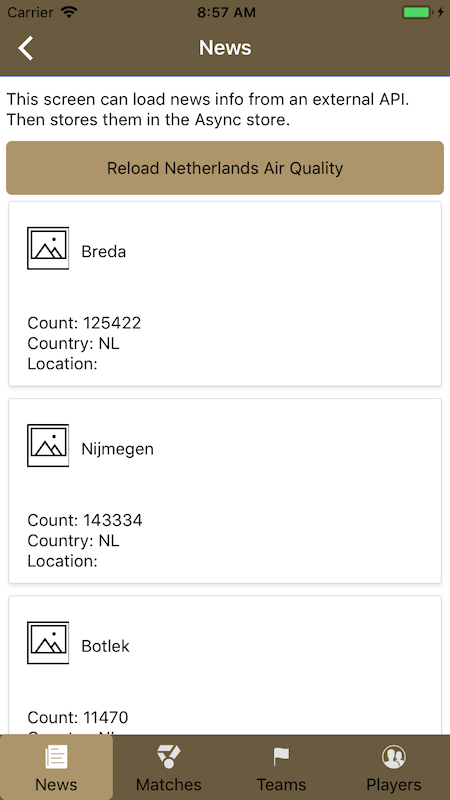 Carrier 8:57 AM
News
This screen can load news info from an external API.
Then stores them in the Async store.
Reload Netherlands Air Quality
Breda
Count: 125422
Country: NL
Location:
Nijmegen
Count: 143334
Country: NL
Location:
Botlek
Count: 11470
News Matches Teams Players